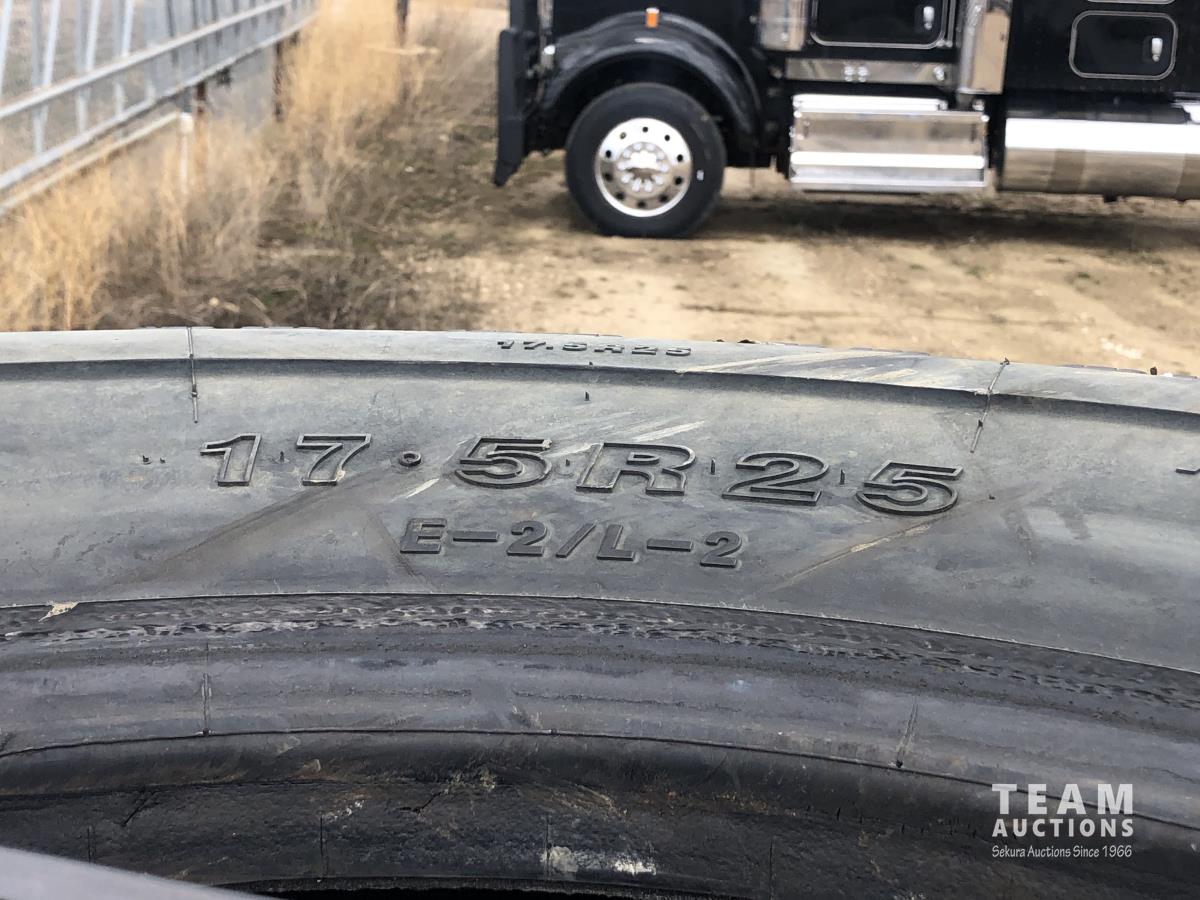 17.5R25
17.5R25
E-2/L-2
TEAM
AUCTIONS
Sekura Auctions Since 1966